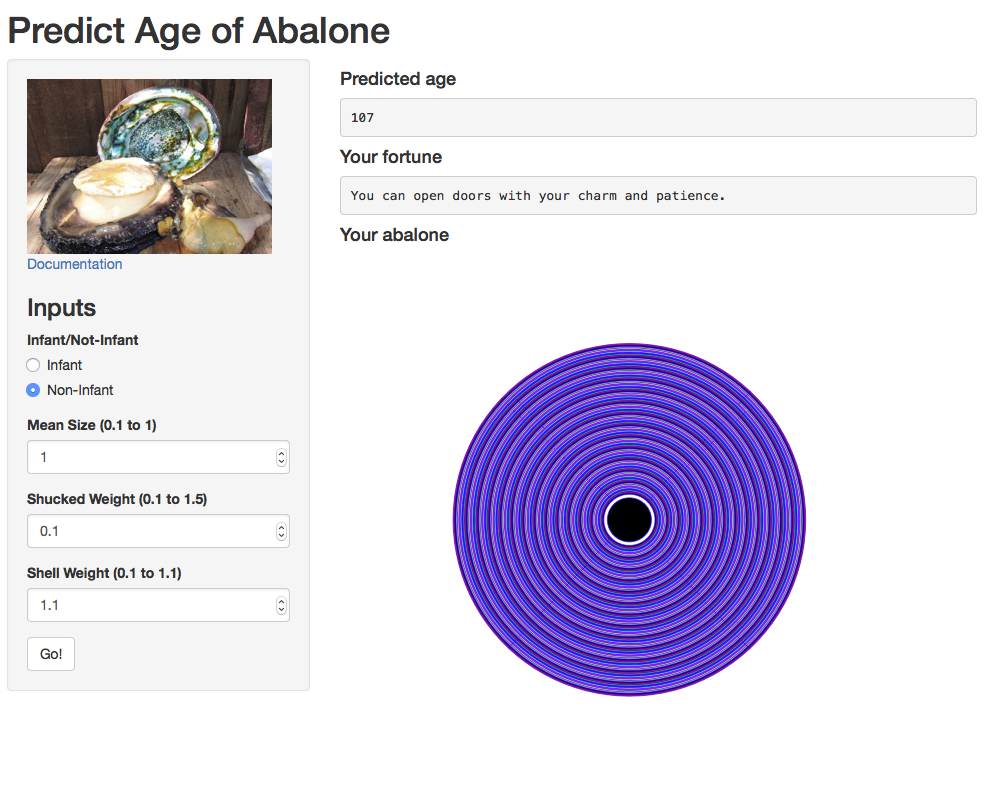 Predict Age of Abalone
Documentation
Inputs
Infant/Not-Infant
Infant
Non-Infant
Mean Size (0.1 to 1)
1
Shucked Weight (0.1 to 1.5)
0.1
Shell Weight (0.1 to 1.1)
1.1
Go!
Predicted age
107
Your fortune
You can open doors with your charm and patience.
Your abalone